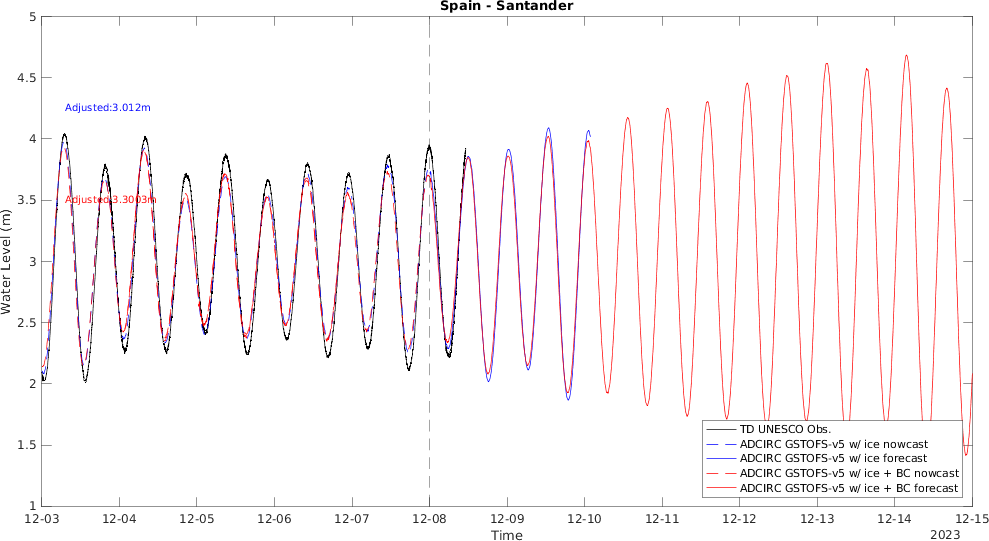 Spain - Santander
5
4.5
4
3.5
3
2.5
2
1.5
1
Water Level (m)
Adjusted:3.012m
Adjusted:3.3003m
TD UNESCO Obs.
ADCIRC GSTOFS-v5 w/ ice nowcast
ADCIRC GSTOFS-v5 w/ ice forecast
ADCIRC GSTOFS-v5 w/ ice + BC nowcast
ADCIRC GSTOFS-v5 w/ ice + BC forecast
12-03 12-04 12-05 12-06 12-07 12-08 12-09 12-10 12-11 12-12 12-13 12-14 12-15
Time
2023